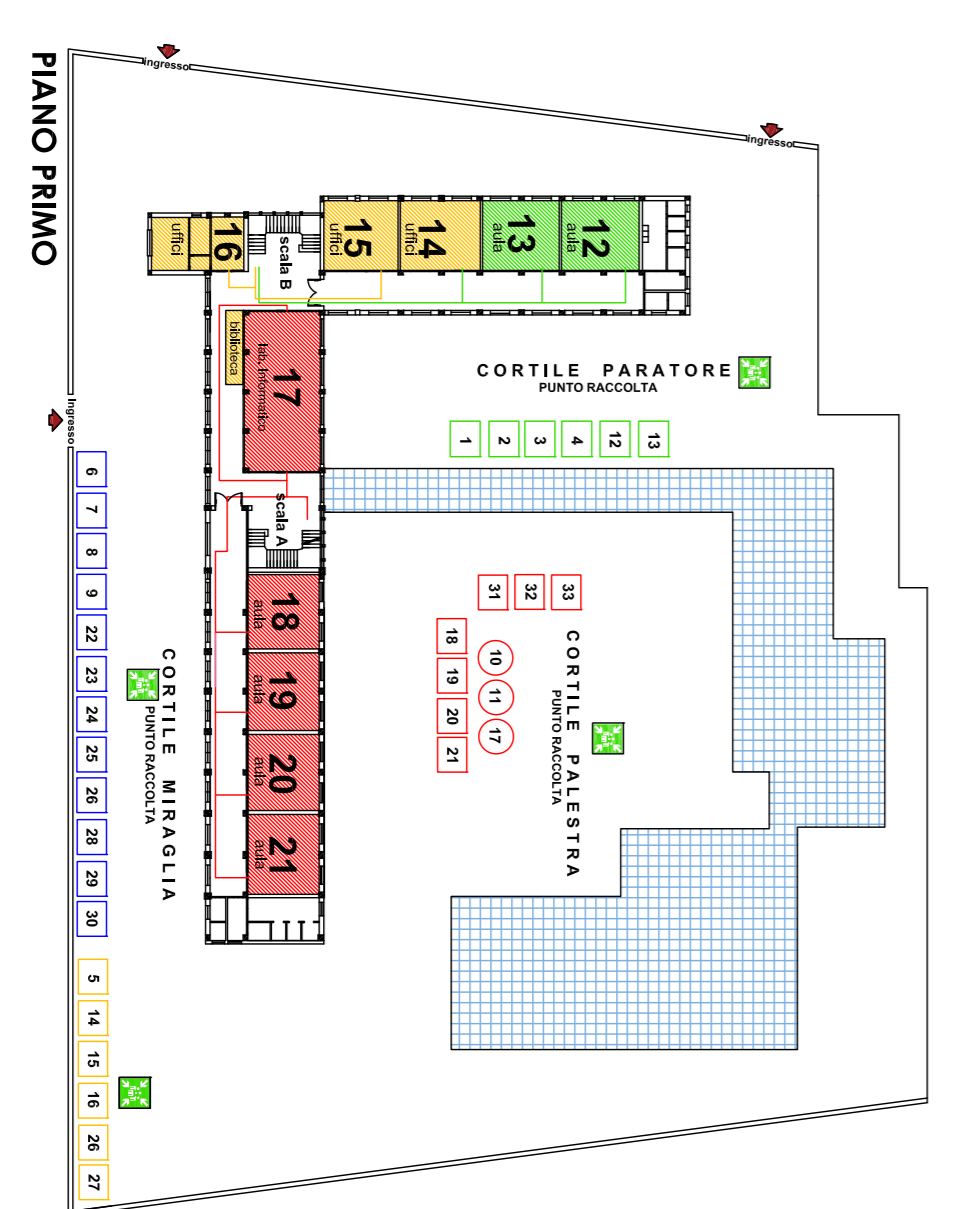 PIANO PRIMO
ingresso
ingresso
Ingresso
12
aula
13
aula
14
uffici
15
uffici
scala B
16
uffici
biblioteca
17
lab. Informatico
scala A
18
aula
19
aula
20
aula
21
aula
CORTILE PARATORE
PUNTO RACCOLTA
1
2
3
4
12
13
CORTILE PALESTRA
PUNTO RACCOLTA
31
32
33
18
19
20
21
10
11
17
CORTILE MIRAGLIA
PUNTO RACCOLTA
6
7
8
9
22
23
24
25
26
28
29
30
5
14
15
16
26
27